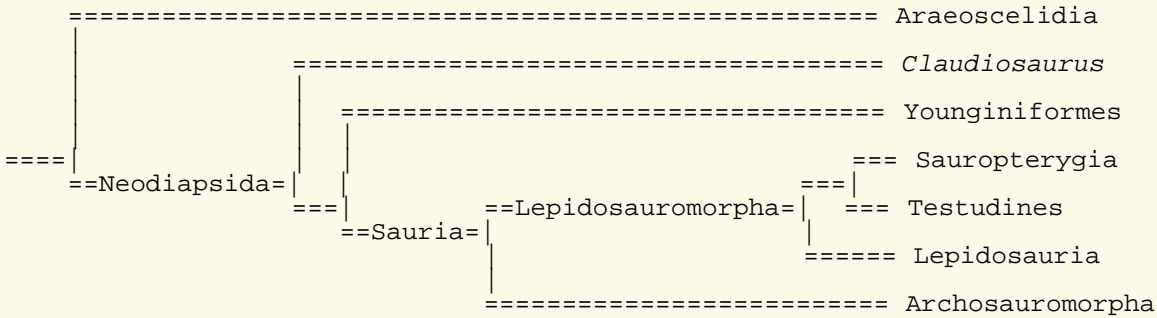 ================================================== Araeoscelidia
====================================== Claudiosaurus
=================================== Younginiformes
====| === Sauropterygia
==Neodiapsida=| ===|
===| ==Lepidosauromorpha=| === Testudines
==Sauria=|
====== Lepidosauria
========================== Archosauromorpha